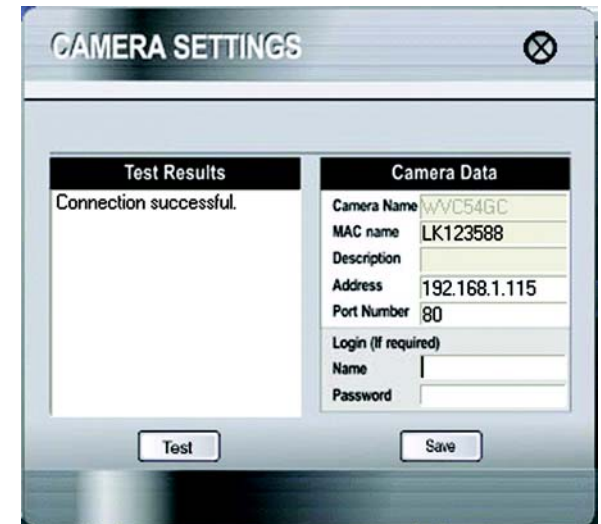 CAMERA SETTINGS
Test Results
Connection successful.
Test
Camera Data
Camera Name WVC54GC
MAC name LK123588
Description
Address 192.168.1.115
Port Number 80
Login (If required)
Name
Password
Save